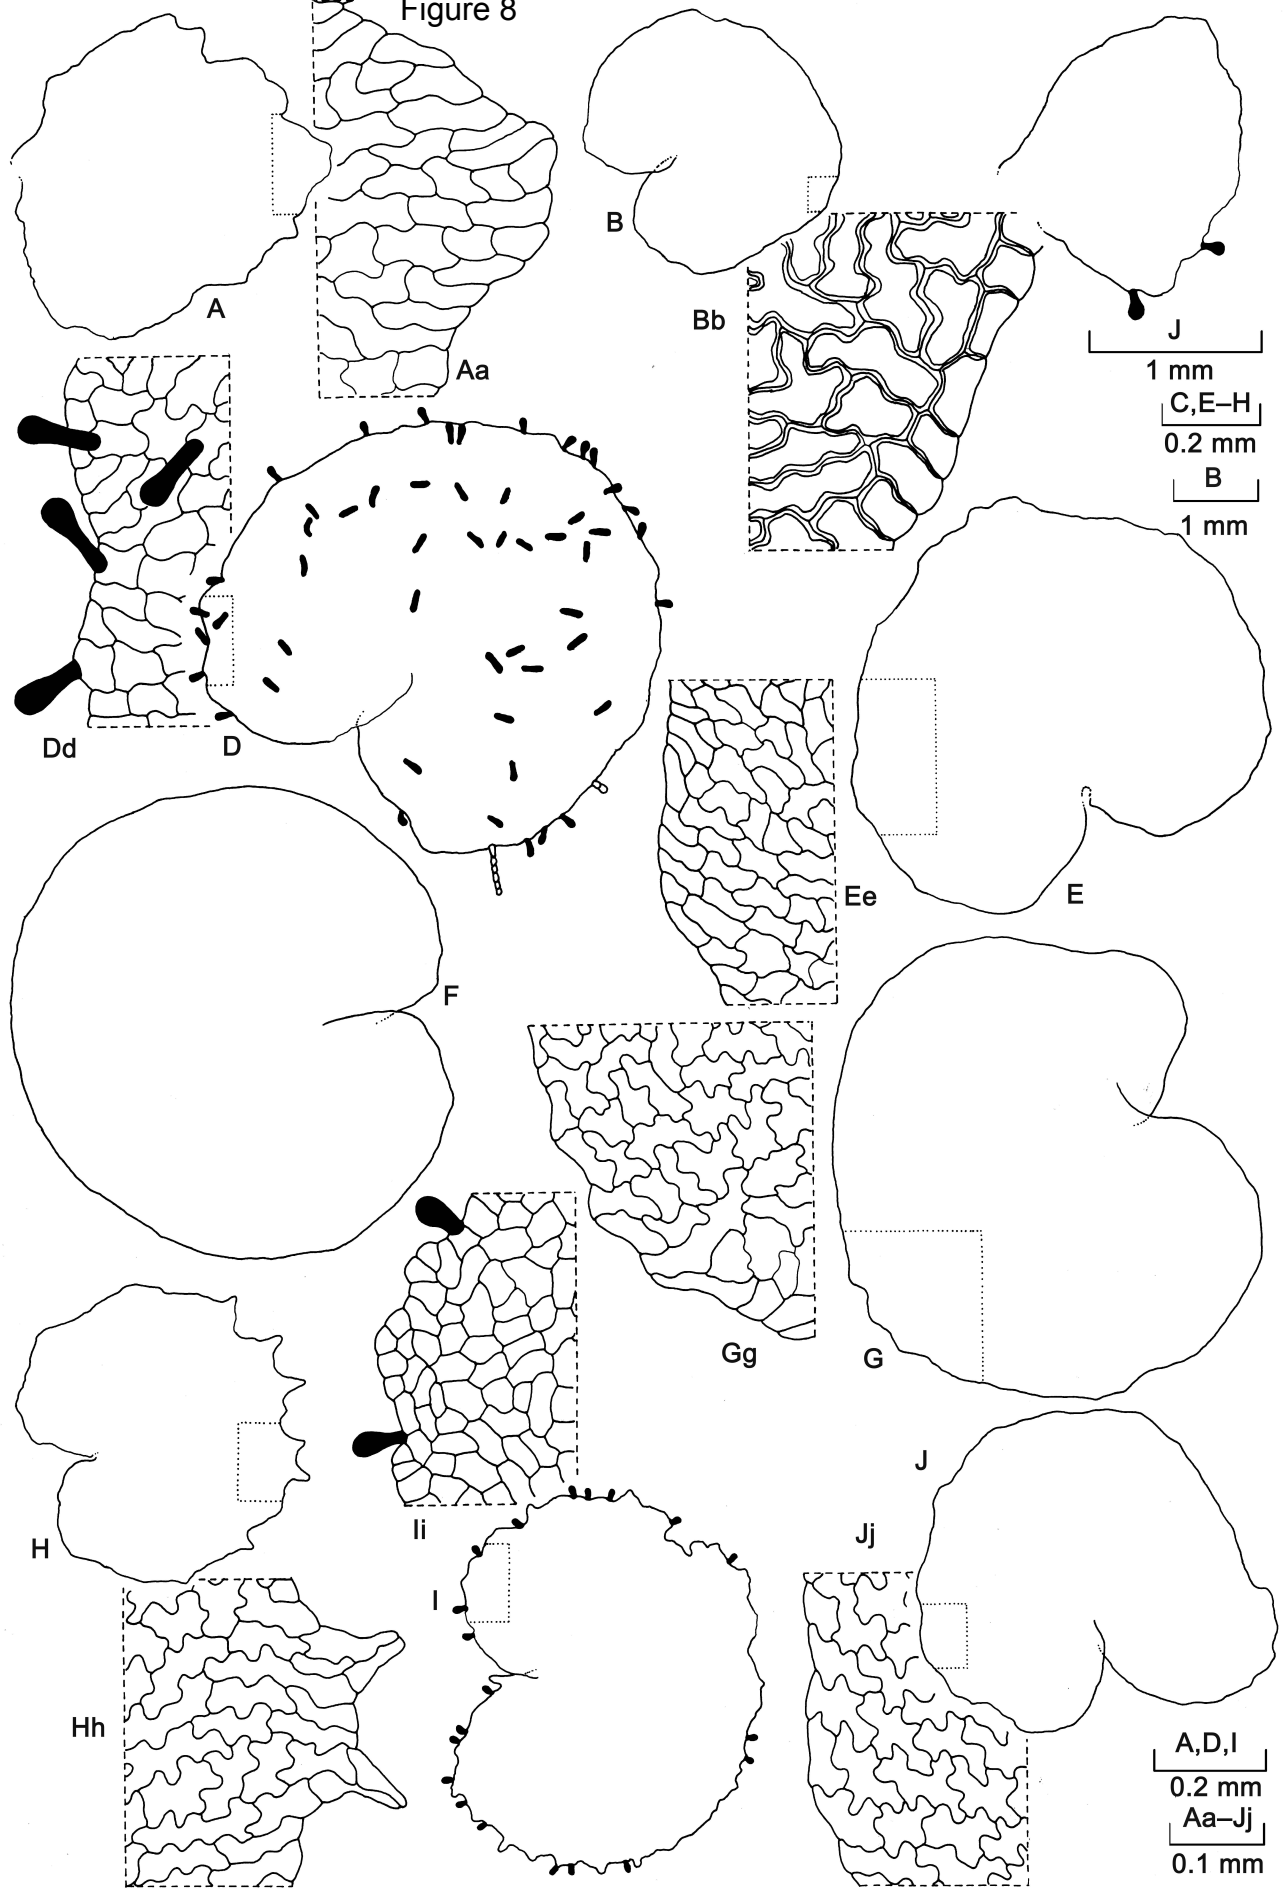 Figure 8
A
Aa
B
Bb
J
1 mm
C,E–H
0.2 mm
B
1 mm
Dd
D
Ee
E
F
Gg
G
H
Ii
I
J
Jj
Hh
A,D,I
0.2 mm
Aa–Jj
0.1 mm